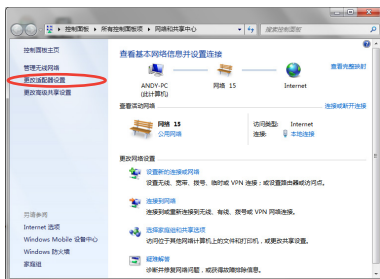 控制面板 ▸ 所有控制面板项 ▸ 网络和共享中心
搜索控制面板
控制面板主页
管理无线网络
更改适配器设置
更改高级共享设置
查看基本网络信息并设置连接
查看完整映射
ANDY-PC
(此计算机)
网络 15
Internet
查看活动网络
连接或断开连接
网络 15
公用网络
访问类型: Internet
连接: 本地连接
更改网络设置
设置新的连接或网络
设置无线、宽带、拨号、临时或 VPN 连接；或设置路由器或访问点。
连接到网络
连接到或重新连接到无线、有线、拨号或 VPN 网络连接。
选择家庭组和共享选项
访问位于其他网络计算机上的文件和打印机，或更改共享设置。
疑难解答
诊断并修复网络问题，或获得故障排除信息。
另请参阅
Internet 选项
Windows Mobile 设备中心
Windows 防火墙
家庭组